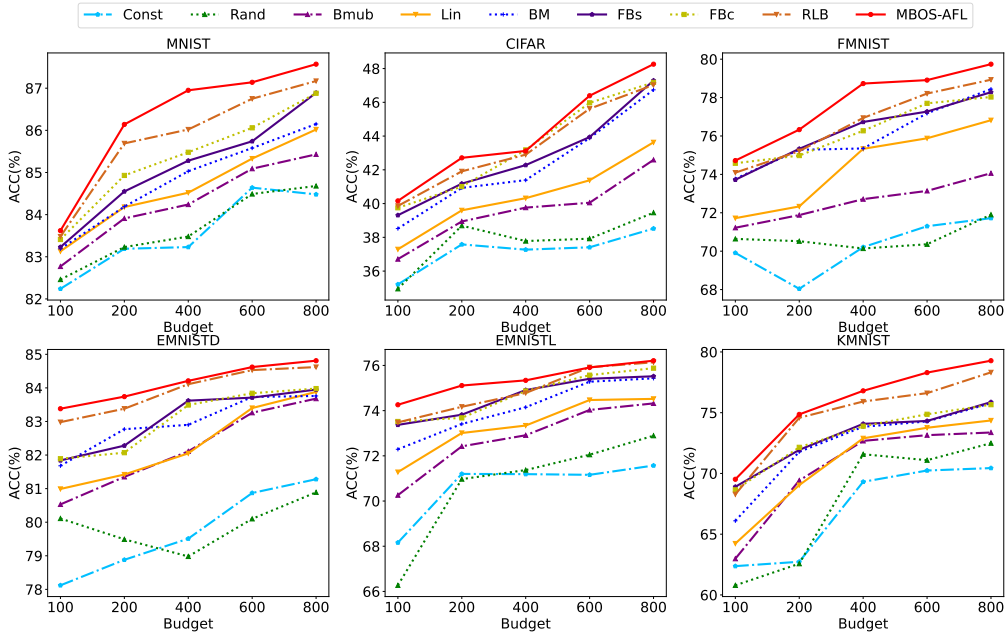 Const Rand Bmub Lin BM FBs FBc RLB MBOS-AFL
MNIST
ACC(%)
87
86
85
84
83
82
100 200 400 600 800
Budget
CIFAR
ACC(%)
48
46
44
42
40
38
36
100 200 400 600 800
Budget
FMNIST
ACC(%)
80
78
76
74
72
70
68
100 200 400 600 800
Budget
EMNISTD
ACC(%)
85
84
83
82
81
80
79
78
100 200 400 600 800
Budget
EMNISTL
ACC(%)
76
74
72
70
68
66
100 200 400 600 800
Budget
KMNIST
ACC(%)
80
75
70
65
60
100 200 400 600 800
Budget